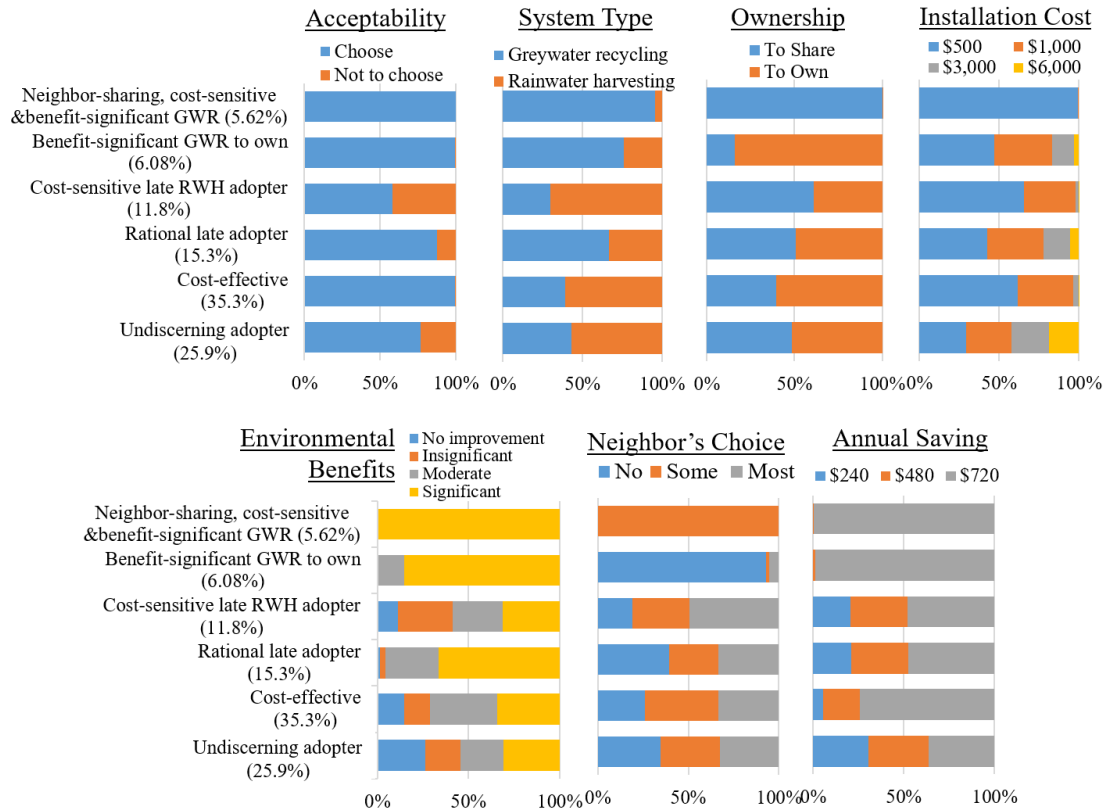 Acceptability
Choose
Not to choose
System Type
Greywater recycling
Rainwater harvesting
Ownership
To Share
To Own
Installation Cost
$500 $1,000
$3,000 $6,000
Neighbor-sharing, cost-sensitive
&benefit-significant GWR (5.62%)
Benefit-significant GWR to own
(6.08%)
Cost-sensitive late RWH adopter
(11.8%)
Rational late adopter
(15.3%)
Cost-effective
(35.3%)
Undiscerning adopter
(25.9%)
0% 50% 100%
0% 50% 100%
0% 50% 100%
0% 50% 100%
Environmental
Benefits
No improvement
Insignificant
Moderate
Significant
Neighbor's Choice
No Some Most
Annual Saving
$240 $480 $720
Neighbor-sharing, cost-sensitive
&benefit-significant GWR (5.62%)
Benefit-significant GWR to own
(6.08%)
Cost-sensitive late RWH adopter
(11.8%)
Rational late adopter
(15.3%)
Cost-effective
(35.3%)
Undiscerning adopter
(25.9%)
0% 50% 100%
0% 50% 100%
0% 50% 100%